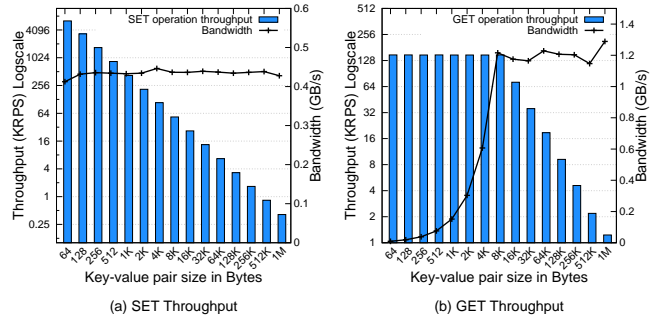 SET operation throughput
Bandwidth
Throughput (KRPS) Logscale
4096
1024
256
64
16
4
1
0.25
0.6
0.5
0.4
0.3
0.2
0.1
0
Bandwidth (GB/s)
64 128 256 512 1K 2K 4K 8K 16K 32K 64K 128K 256K 512K 1M
Key-value pair size in Bytes
(a) SET Throughput
GET operation throughput
Bandwidth
Throughput (KRPS) Logscale
512
256
128
64
32
16
8
4
2
1
1.4
1.2
1
0.8
0.6
0.4
0.2
0
Bandwidth (GB/s)
64 128 256 512 1K 2K 4K 8K 16K 32K 64K 128K 256K 512K 1M
Key-value pair size in Bytes
(b) GET Throughput